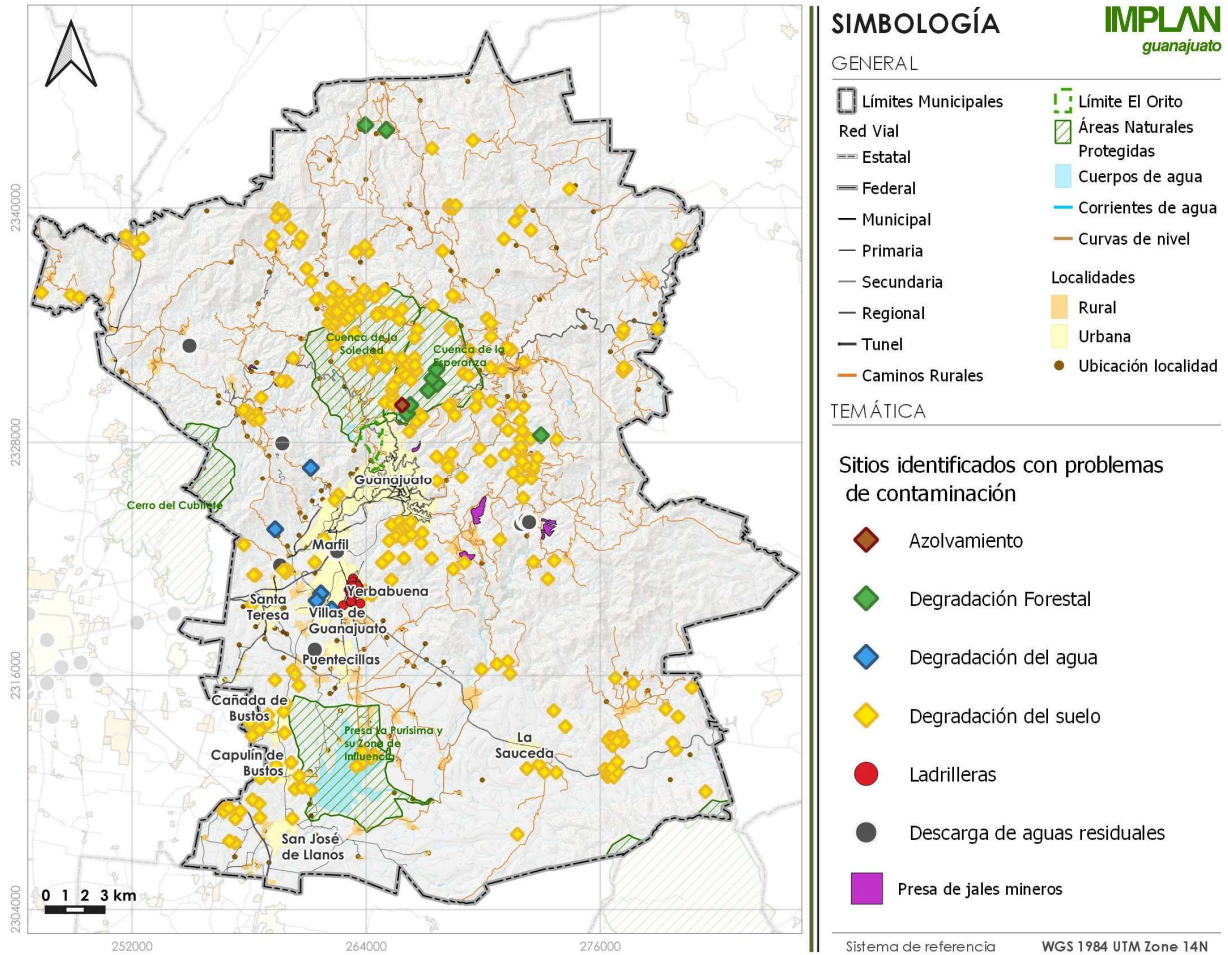 SIMBOLOGÍA
IMPLAN
guanajuato
GENERAL
Límites Municipales
Red Vial
Estatal
Federal
Municipal
Primaria
Secundaria
Regional
Tunel
Caminos Rurales
Límite El Orito
Áreas Naturales
Protegidas
Cuerpos de agua
Corrientes de agua
Curvas de nivel
Localidades
Rural
Urbana
Ubicación localidad
TEMÁTICA
Sitios identificados con problemas
de contaminación
Azolvamiento
Degradación Forestal
Degradación del agua
Degradación del suelo
Ladrilleras
Descarga de aguas residuales
Presa de jales mineros
Sistema de referencia
WGS 1984 UTM Zone 14N
2340000
2328000
2316000
2304000
252000
264000
276000
0 1 2 3 km
Cuenca de la
Soledad
Cuenca de la
Esperanza
Guanajuato
Cerro del Cubilete
Marfil
Yerbabuena
Santa
Teresa
Villas de
Guanajuato
Puentecillas
Cañada de
Bustos
Presa La Purisima y
su Zona de
Influencia
Capulin de
Bustos
La
Sauceda
San José
de Llanos